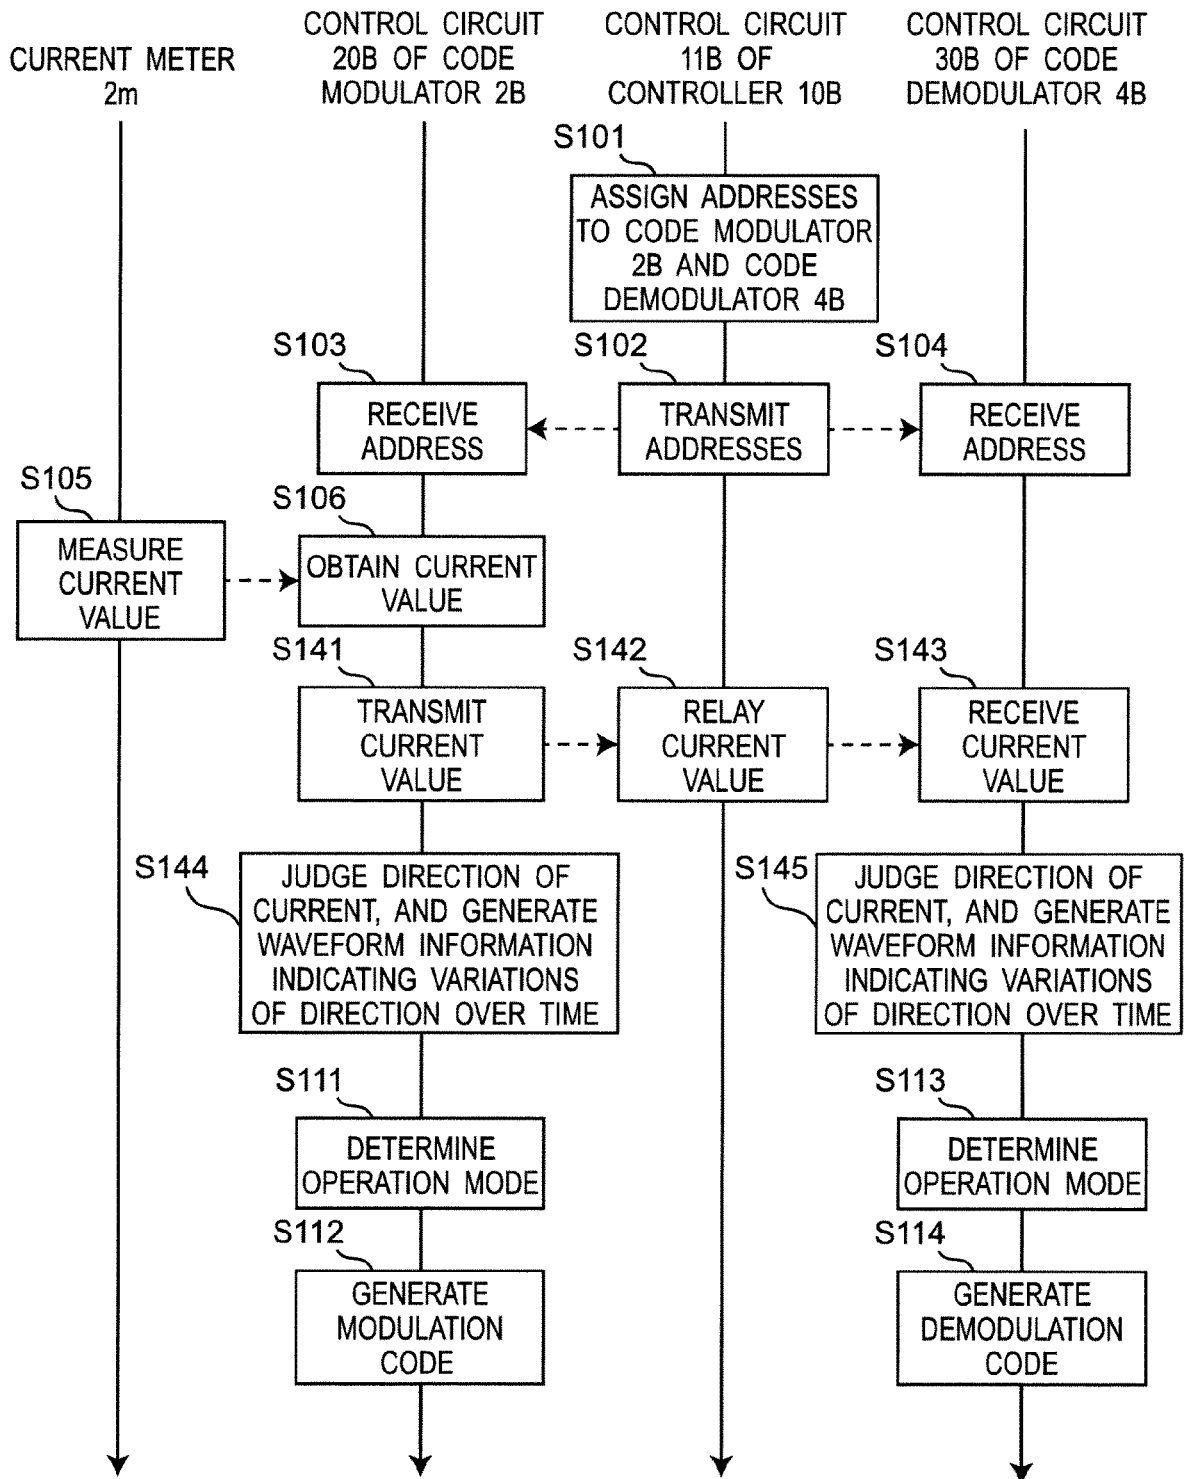 CURRENT METER
2m
CONTROL CIRCUIT
20B OF CODE
MODULATOR 2B
CONTROL CIRCUIT
11B OF
CONTROLLER 10B
CONTROL CIRCUIT
30B OF CODE
DEMODULATOR 4B
S101
ASSIGN ADDRESSES
TO CODE MODULATOR
2B AND CODE
DEMODULATOR 4B
S103
RECEIVE
ADDRESS
S102
TRANSMIT
ADDRESSES
S104
RECEIVE
ADDRESS
S105
MEASURE
CURRENT
VALUE
S106
OBTAIN CURRENT
VALUE
S141
TRANSMIT
CURRENT
VALUE
S142
RELAY
CURRENT
VALUE
S143
RECEIVE
CURRENT
VALUE
S144
JUDGE DIRECTION OF
CURRENT, AND GENERATE
WAVEFORM INFORMATION
INDICATING VARIATIONS
OF DIRECTION OVER TIME
S145
JUDGE DIRECTION OF
CURRENT, AND GENERATE
WAVEFORM INFORMATION
INDICATING VARIATIONS
OF DIRECTION OVER TIME
S111
DETERMINE
OPERATION MODE
S113
DETERMINE
OPERATION MODE
S112
GENERATE
MODULATION
CODE
S114
GENERATE
DEMODULATION
CODE